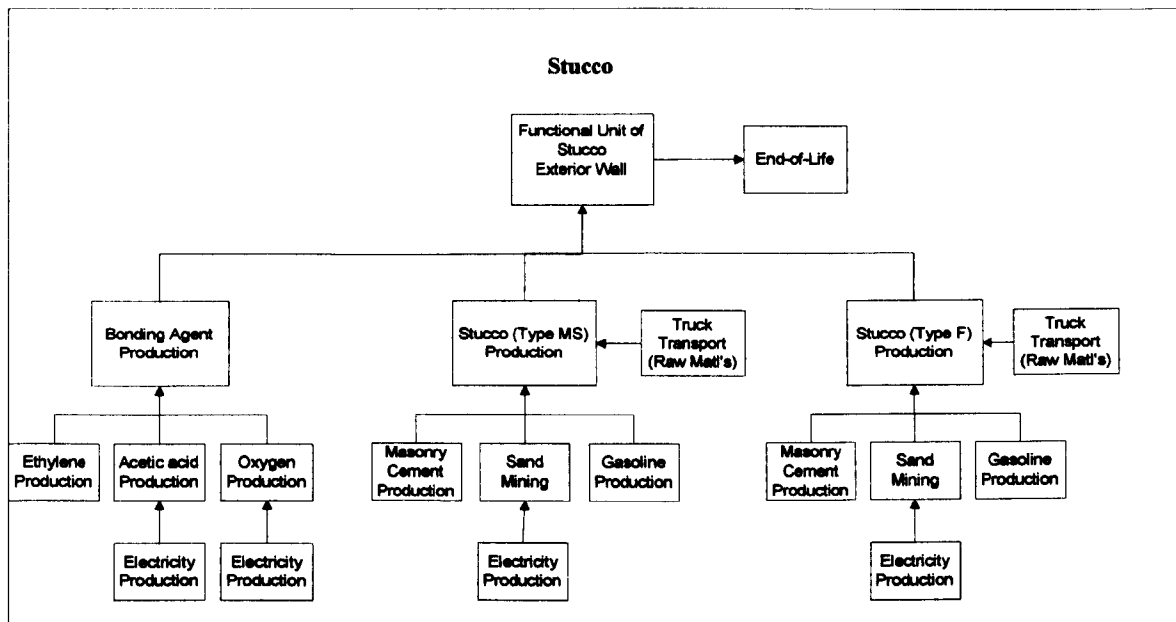 Stucco
Functional Unit of
Stucco
Exterior Wall
End-of-Life
Bonding Agent
Production
Stucco (Type MS)
Production
Truck
Transport
(Raw Matl's)
Stucco (Type F)
Production
Truck
Transport
(Raw Matl's)
Ethylene
Production
Acetic acid
Production
Oxygen
Production
Masonry
Cement
Production
Sand
Mining
Gasoline
Production
Masonry
Cement
Production
Sand
Mining
Gasoline
Production
Electricity
Production
Electricity
Production
Electricity
Production
Electricity
Production